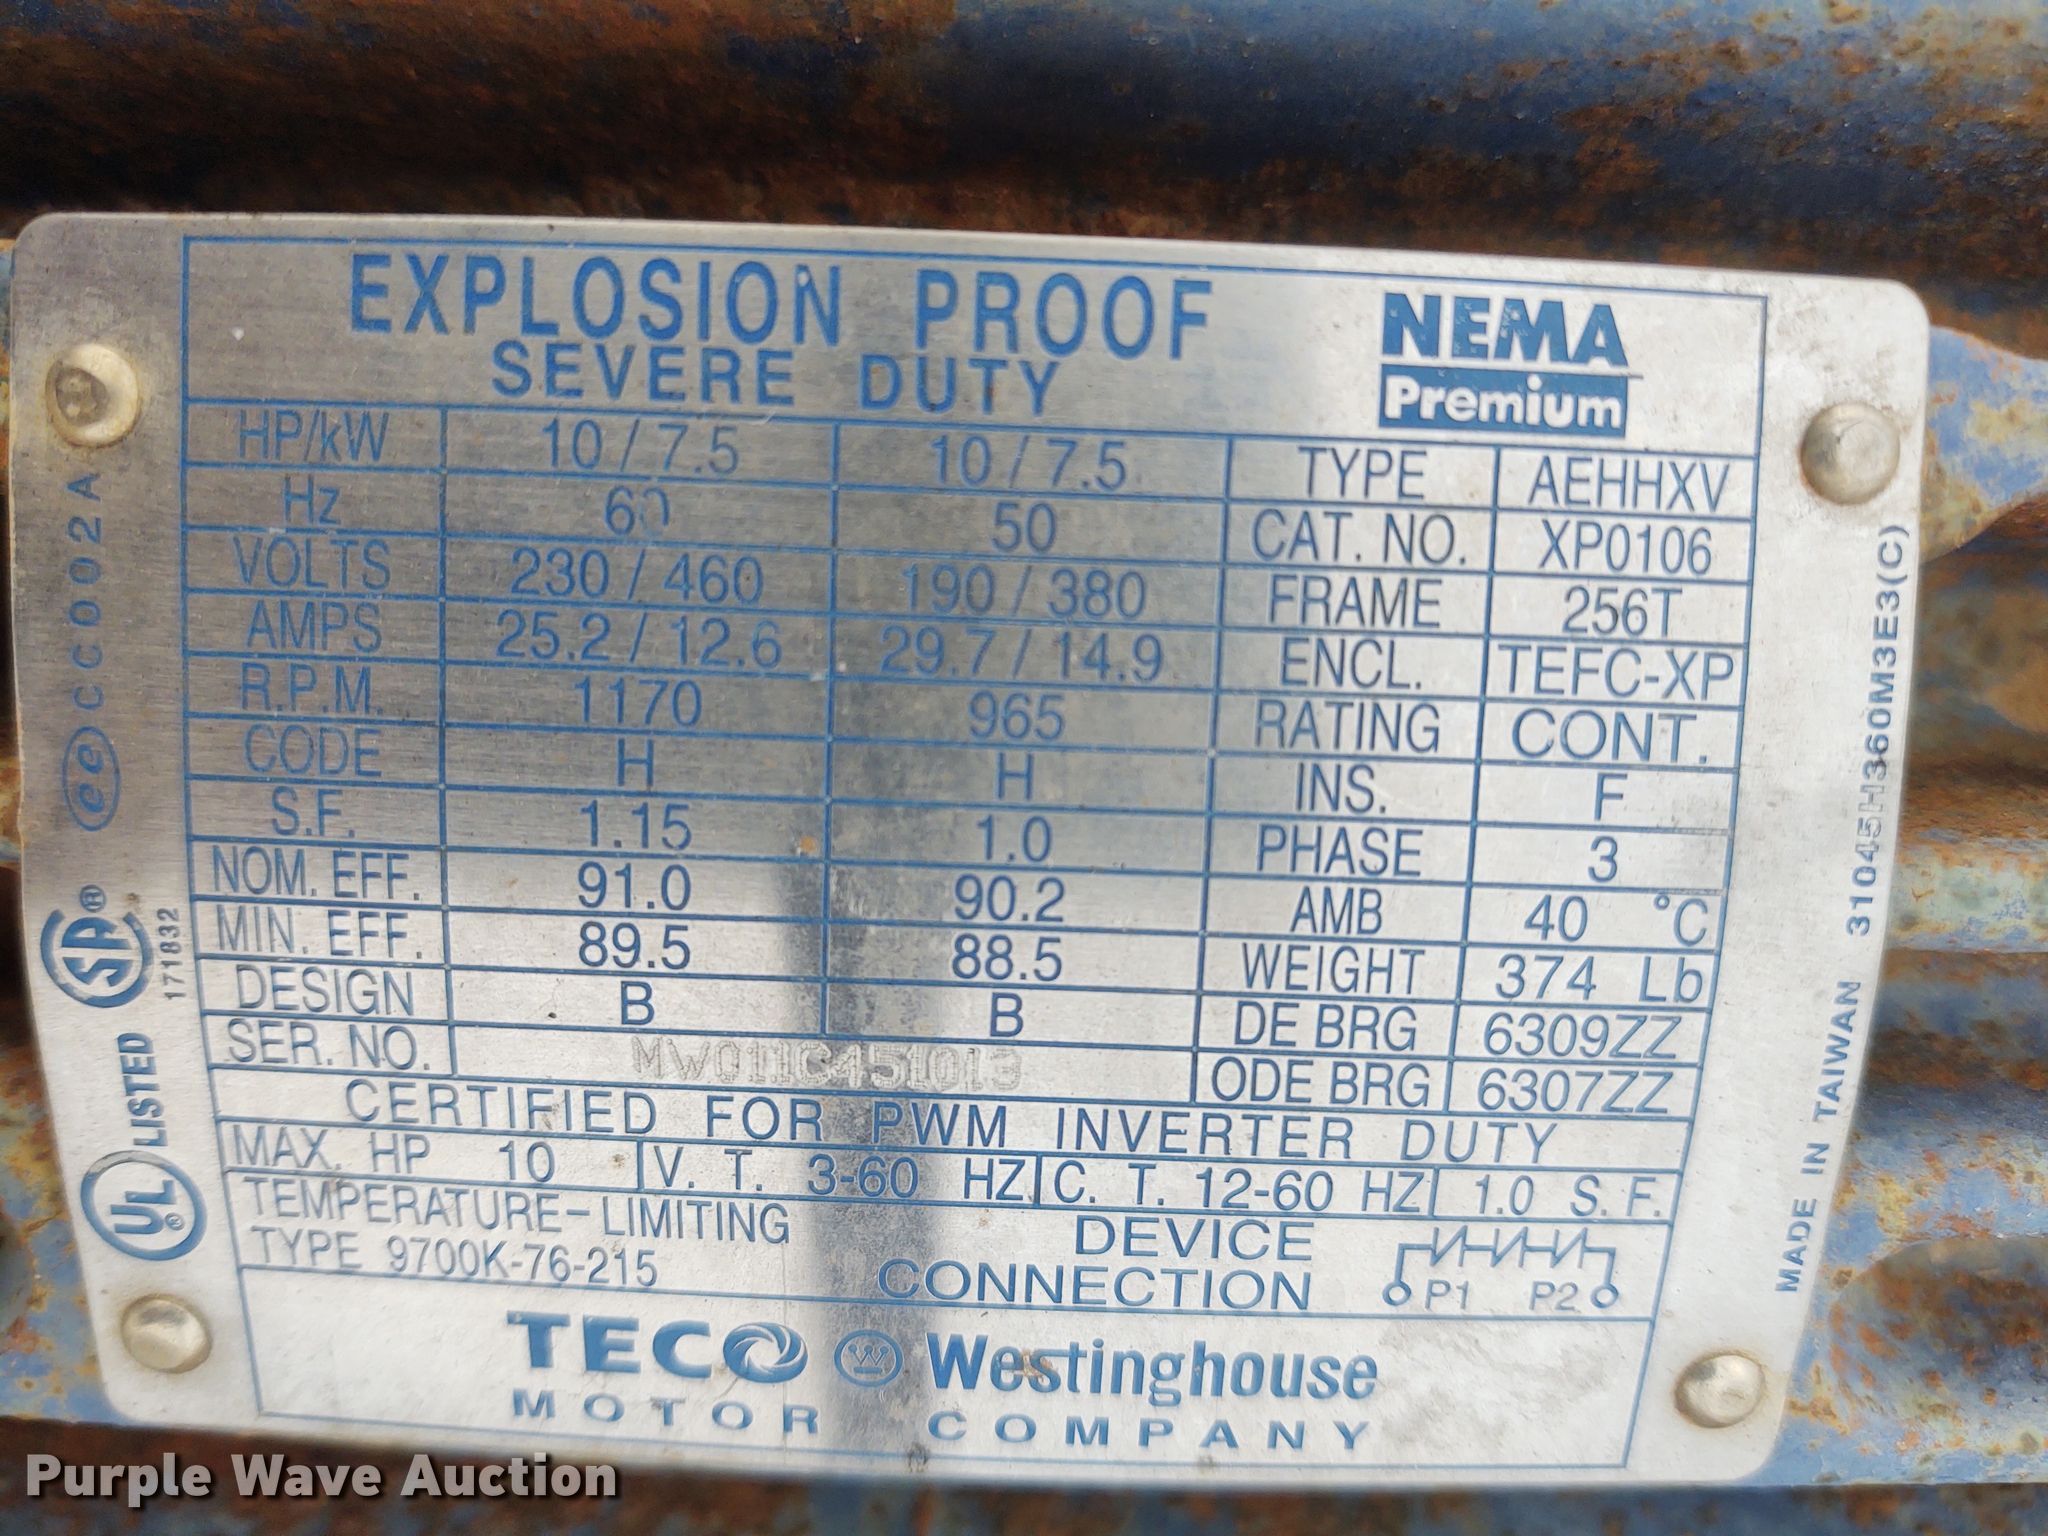 EXPLOSION PROOF
SEVERE DUTY
NEMA
Premium
HP/kW 10 / 7.5 10 / 7.5 TYPE AEHHXV
Hz 60 50 CAT. NO. XP0106
VOLTS 230 / 460 190 / 380 FRAME 256T
AMPS 25.2 / 12.6 29.7 / 14.9 ENCL. TEFC-XP
R.P.M. 1170 965 RATING CONT.
CODE H H INS. F
S.F. 1.15 1.0 PHASE 3
NOM. EFF. 91.0 90.2 AMB 40 °C
MIN. EFF. 89.5 88.5 WEIGHT 374 Lb
DESIGN B B DE BRG 6309ZZ
SER. NO. MW011C451013 ODE BRG 6307ZZ
CERTIFIED FOR PWM INVERTER DUTY
MAX. HP 10 V. T. 3-60 HZ C. T. 12-60 HZ 1.0 S. F.
TEMPERATURE-LIMITING
TYPE 9700K-76-215
DEVICE
CONNECTION
P1 P2
TECO Westinghouse
MOTOR COMPANY
UL® LISTED
SA®
171832
CC002A
MADE IN TAIWAN 31045H360M3E3(C)
Purple Wave Auction